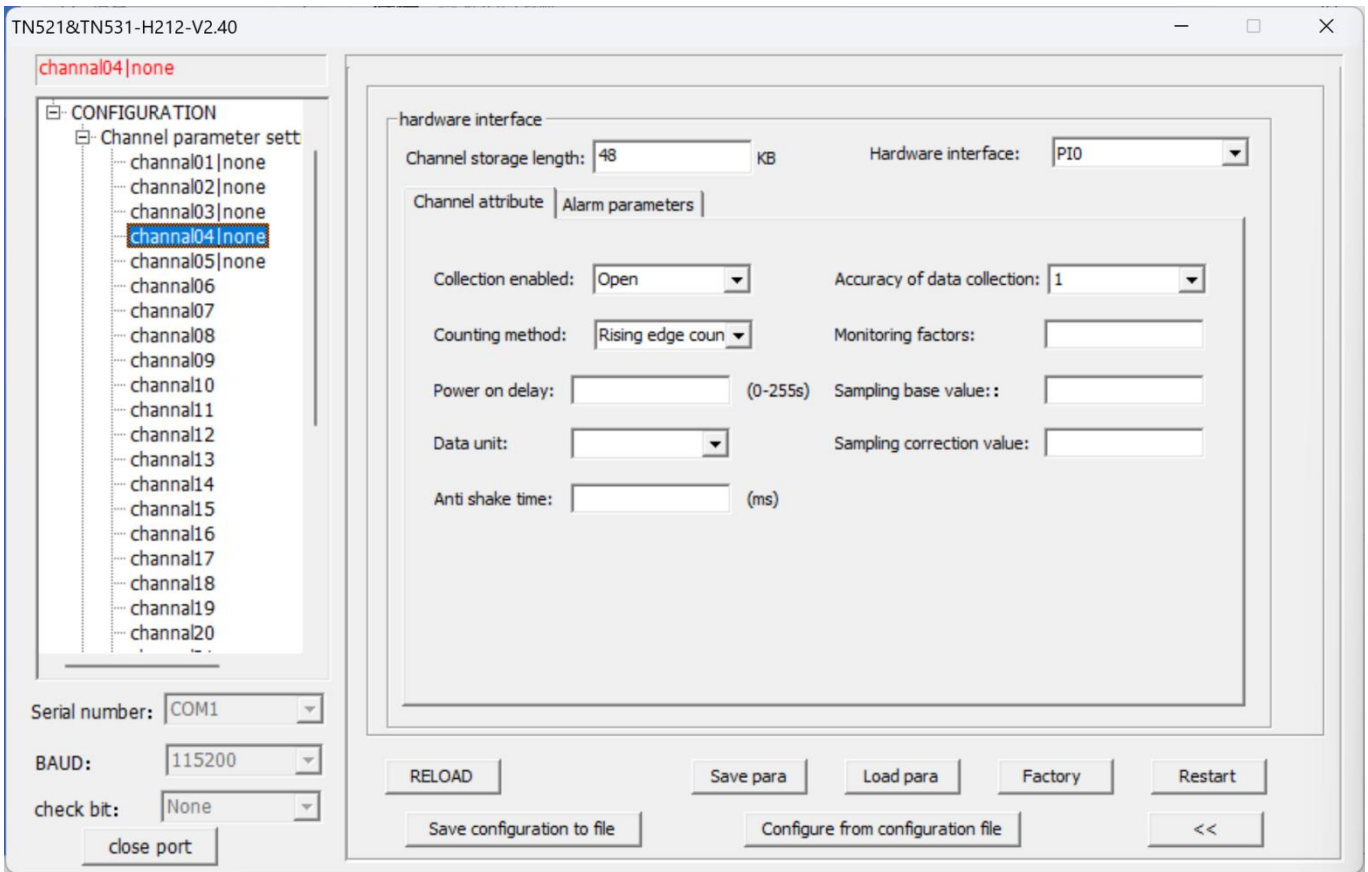 TN521&TN531-H212-V2.40
channal04|none
CONFIGURATION
Channel parameter setti
channal01|none
channal02|none
channal03|none
channal04|none
channal05|none
channal06
channal07
channal08
channal09
channal10
channal11
channal12
channal13
channal14
channal15
channal16
channal17
channal18
channal19
channal20
Serial number: COM1
BAUD: 115200
check bit: None
close port
hardware interface
Channel storage length: 48 KB Hardware interface: PI0
Channel attribute Alarm parameters
Collection enabled: Open Accuracy of data collection: 1
Counting method: Rising edge coun Monitoring factors:
Power on delay: (0-255s) Sampling base value::
Data unit: Sampling correction value:
Anti shake time: (ms)
RELOAD Save para Load para Factory Restart
Save configuration to file Configure from configuration file <<